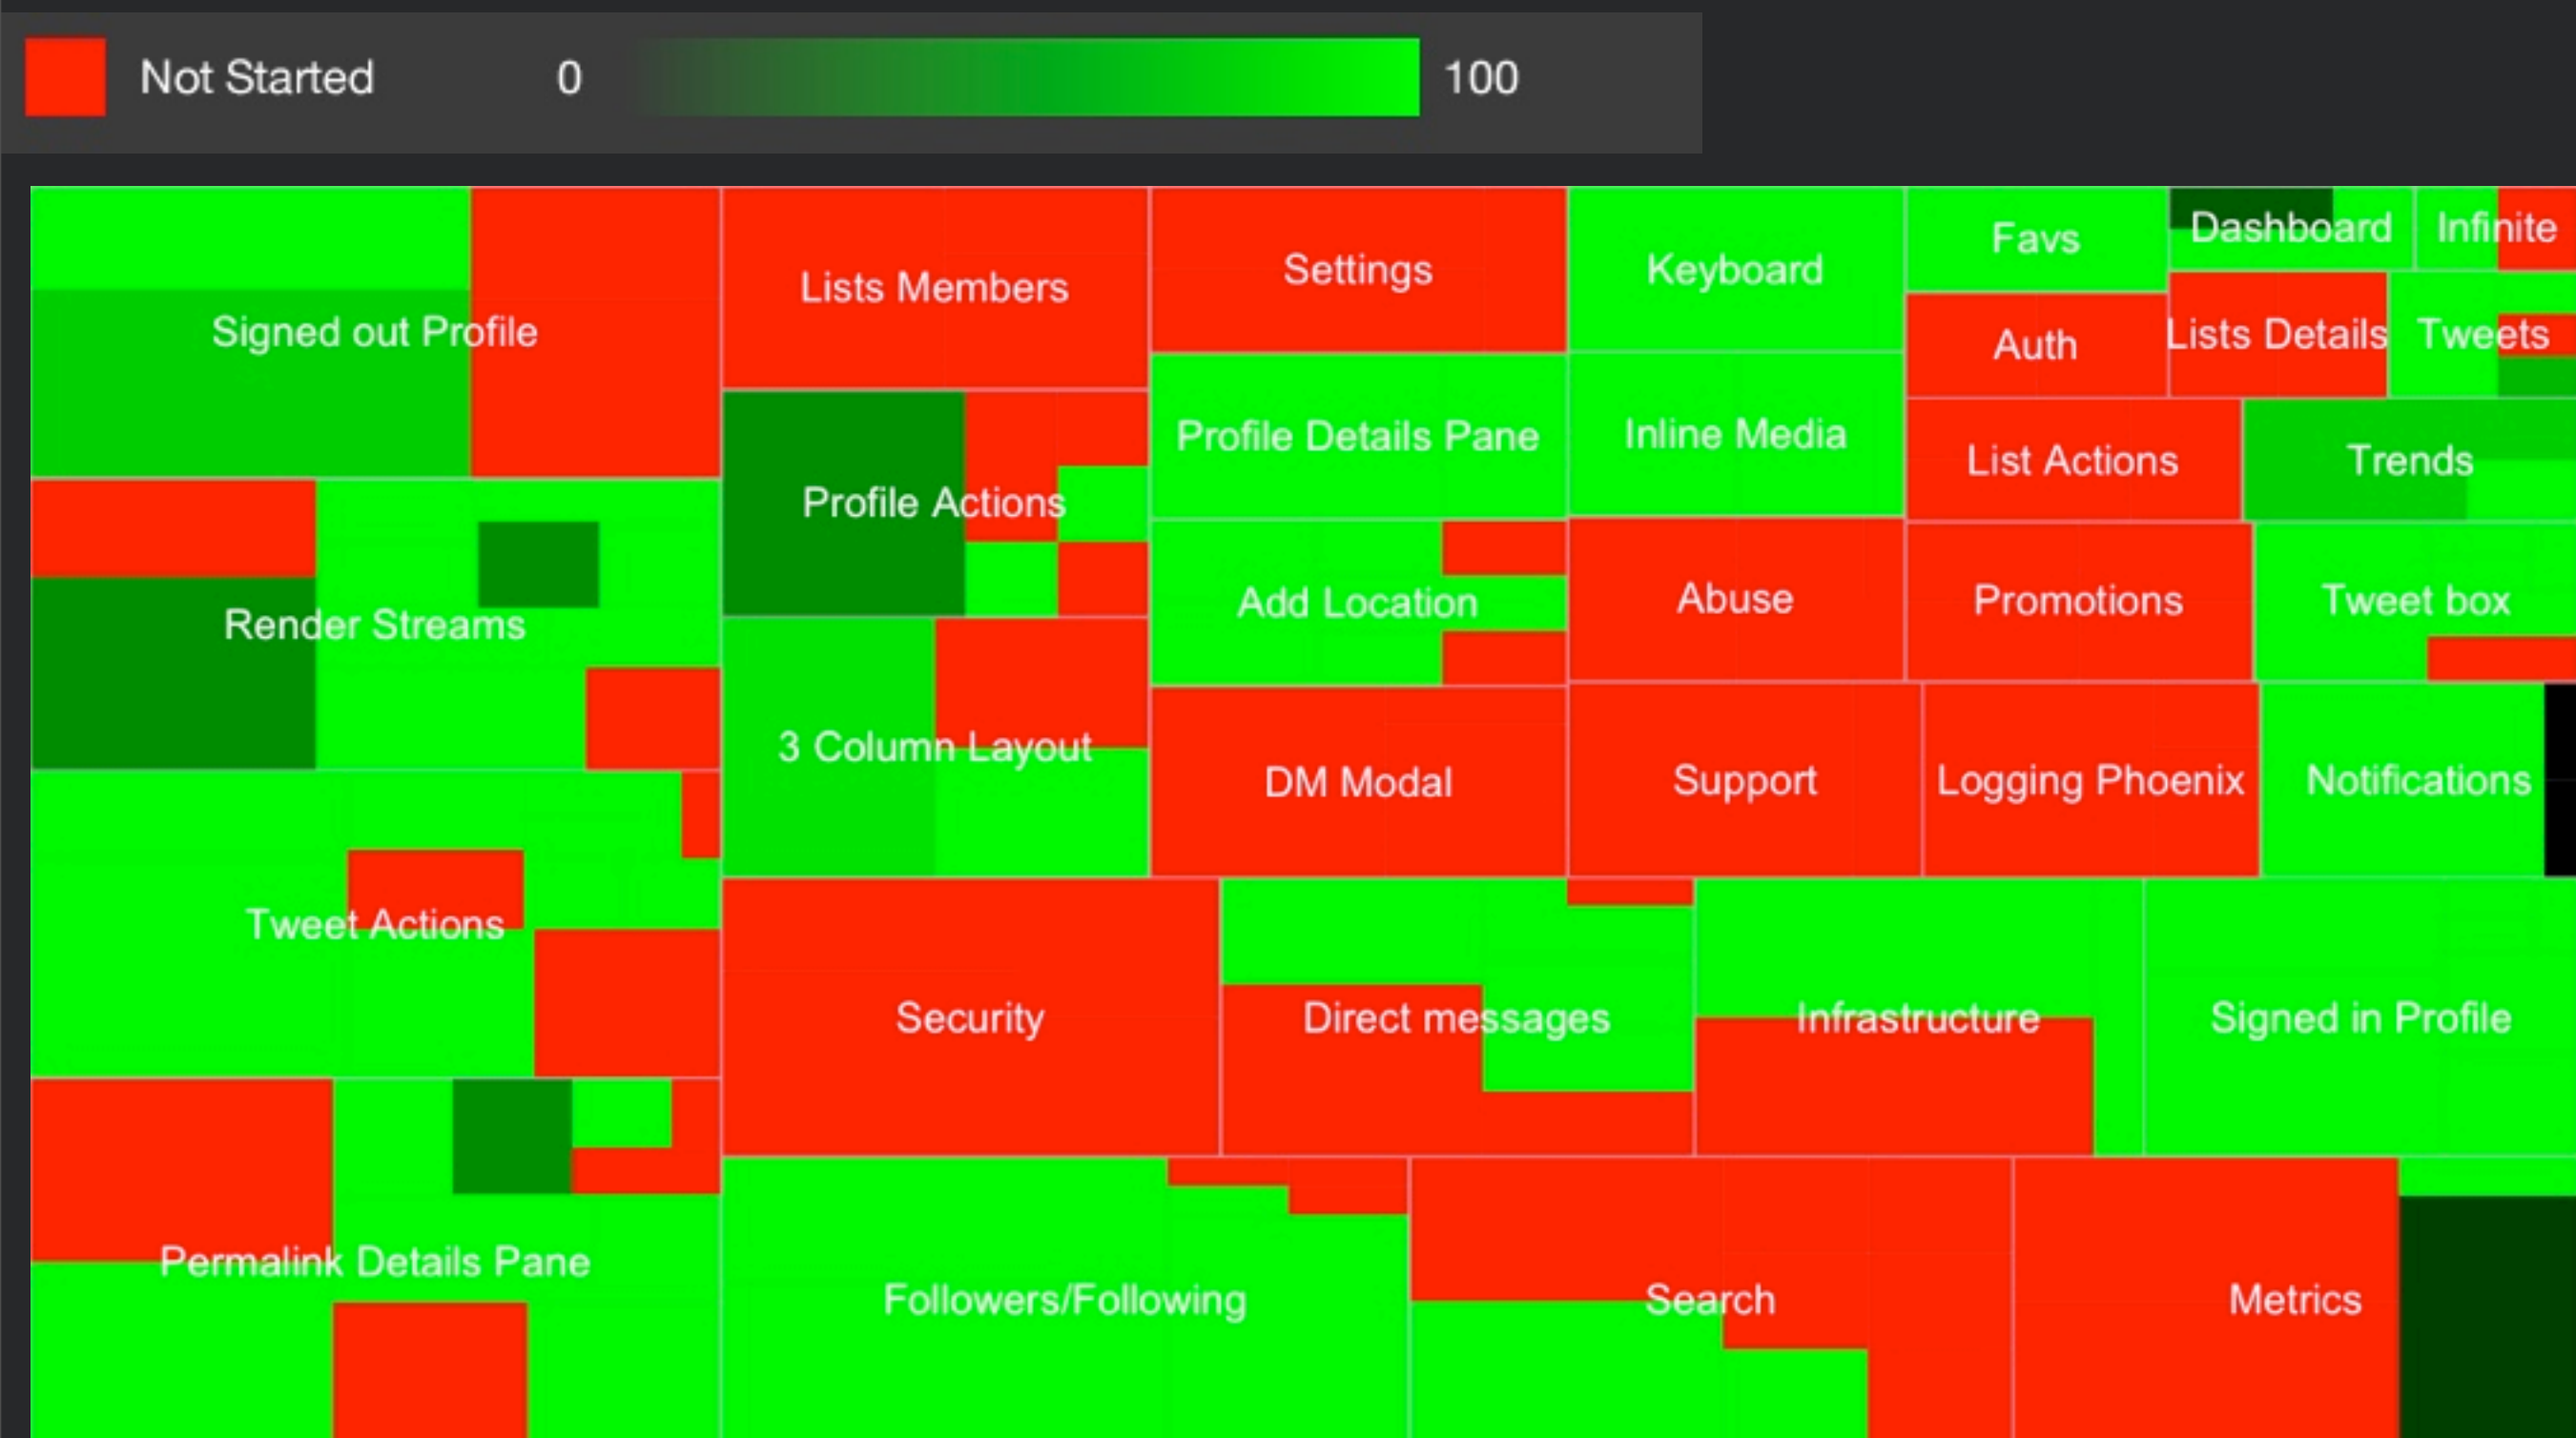 Not Started 0 100
Signed out Profile
Lists Members
Settings
Keyboard
Favs
Dashboard
Infinite
Auth
Lists Details
Tweets
Profile Actions
Profile Details Pane
Inline Media
List Actions
Trends
Render Streams
Add Location
Abuse
Promotions
Tweet box
3 Column Layout
DM Modal
Support
Logging Phoenix
Notifications
Tweet Actions
Security
Direct messages
Infrastructure
Signed in Profile
Permalink Details Pane
Followers/Following
Search
Metrics